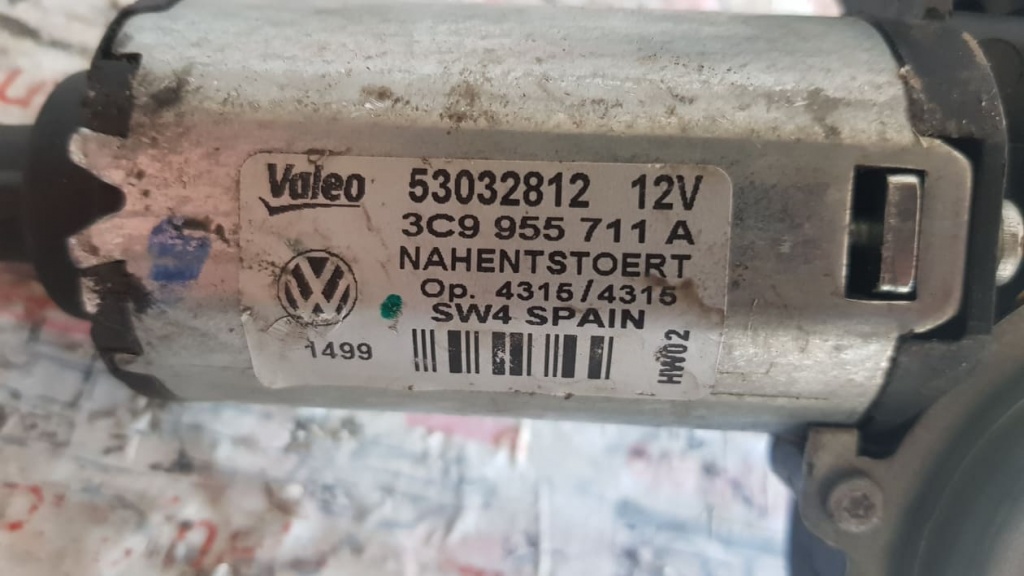 Valeo 53032812 12V
3C9 955 711 A
NAHENTSTOERT
Op. 4315/4315
SW4 SPAIN
1499
HW02